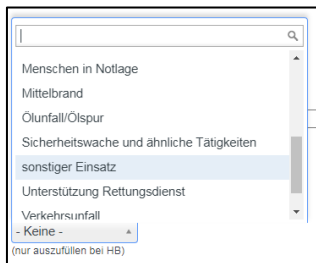 Menschen in Notlage
Mittelbrand
Ölunfall/Ölspur
Sicherheitswache und ähnliche Tätigkeiten
sonstiger Einsatz
Unterstützung Rettungsdienst
Verkehrsunfall
- Keine -
(nur auszufüllen bei HB)